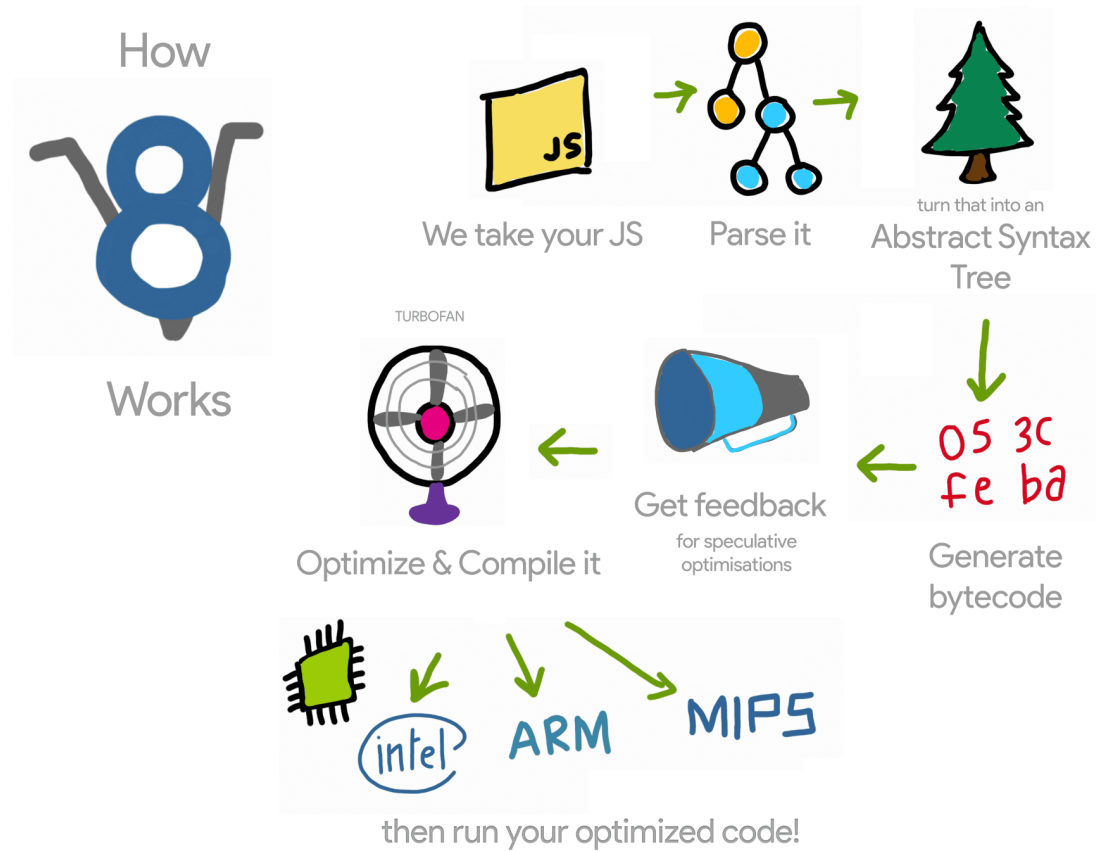 How
8
Works
JS
We take your JS
Parse it
turn that into an
Abstract Syntax
Tree
05 3c
fe ba
Generate
bytecode
Get feedback
for speculative
optimisations
TURBOFAN
Optimize & Compile it
intel
ARM
MIPS
then run your optimized code!